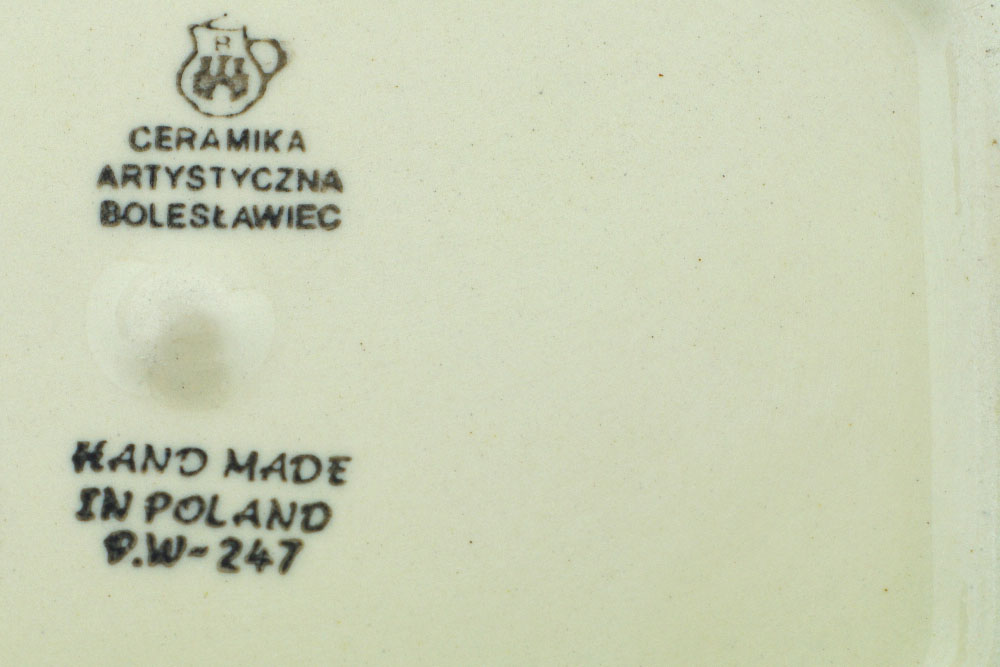 CERAMIKA
ARTYSTYCZNA
BOLESŁAWIEC
HAND MADE
IN POLAND
P.W-247